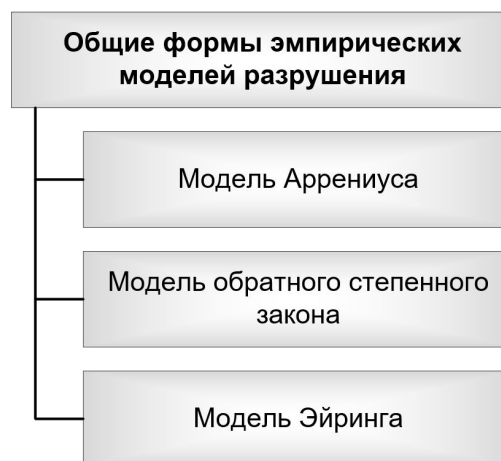 Общие формы эмпирических
моделей разрушения
Модель Аррениуса
Модель обратного степенного
закона
Модель Эйринга